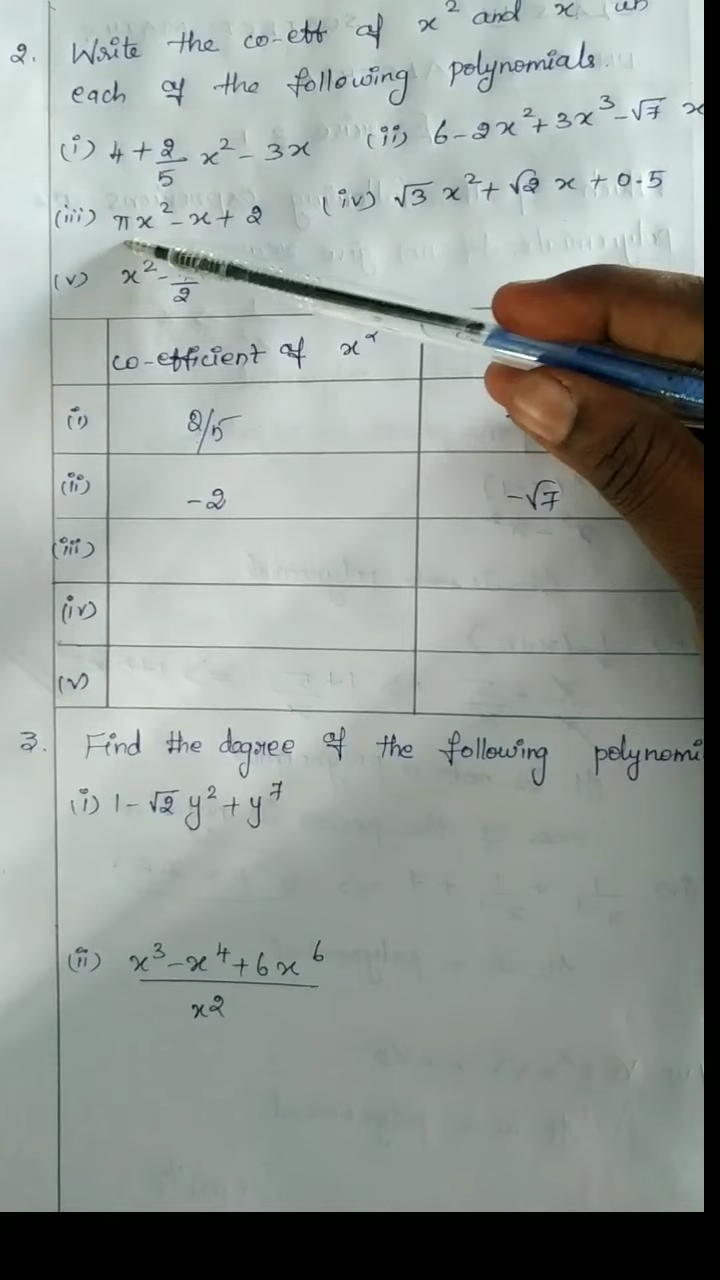 2. Write the co-eff of x² and x in
each of the following polynomials.
(i) 4 + 2/5 x² - 3x (ii) 6 - 2x² + 3x³ - √7 x
(iii) πx² - x + 2 (iv) √3 x² + √2 x + 0.5
(v) x² - /2
co-efficient of x²
(i) 2/5
(ii) -2 -√7
(iii)
(iv)
(v)
3. Find the degree of the following polynomi
(i) 1 - √2 y² + y⁷
(ii) x³ - x⁴ + 6x⁶
x2